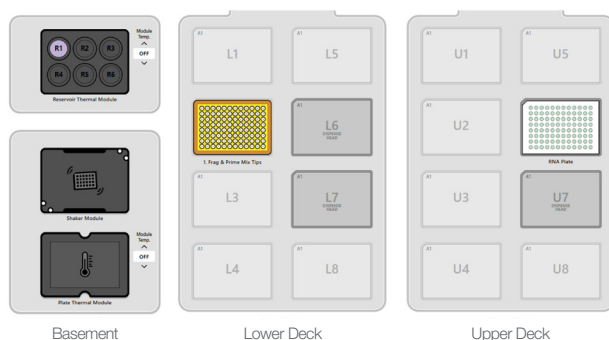 R1
R2
R3
R4
R5
R6
Module
Temp.
OFF
Reservoir Thermal Module
Shaker Module
Module
Temp.
OFF
Plate Thermal Module
Basement
A1
L1
A1
L5
1. Frag & Prime Mix Tips
A1
L6
DISPENSE
HEAD
A1
L3
A1
L7
DISPENSE
HEAD
A1
L4
A1
L8
Lower Deck
A1
U1
A1
U5
A1
U2
RNA Plate
A1
U3
A1
U7
DISPENSE
HEAD
A1
U4
A1
U8
Upper Deck